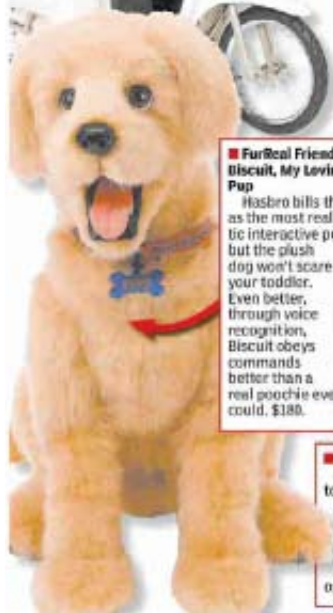 ■ FurReal Friend
Biscuit, My Lovin
Pup
Hasbro bills th
as the most real
tic interactive pu
but the plush
dog won't scare
your toddler.
Even better,
through voice
recognition,
Biscuit obeys
commands
better than a
real poochie eve
could. $180.
■
to
o